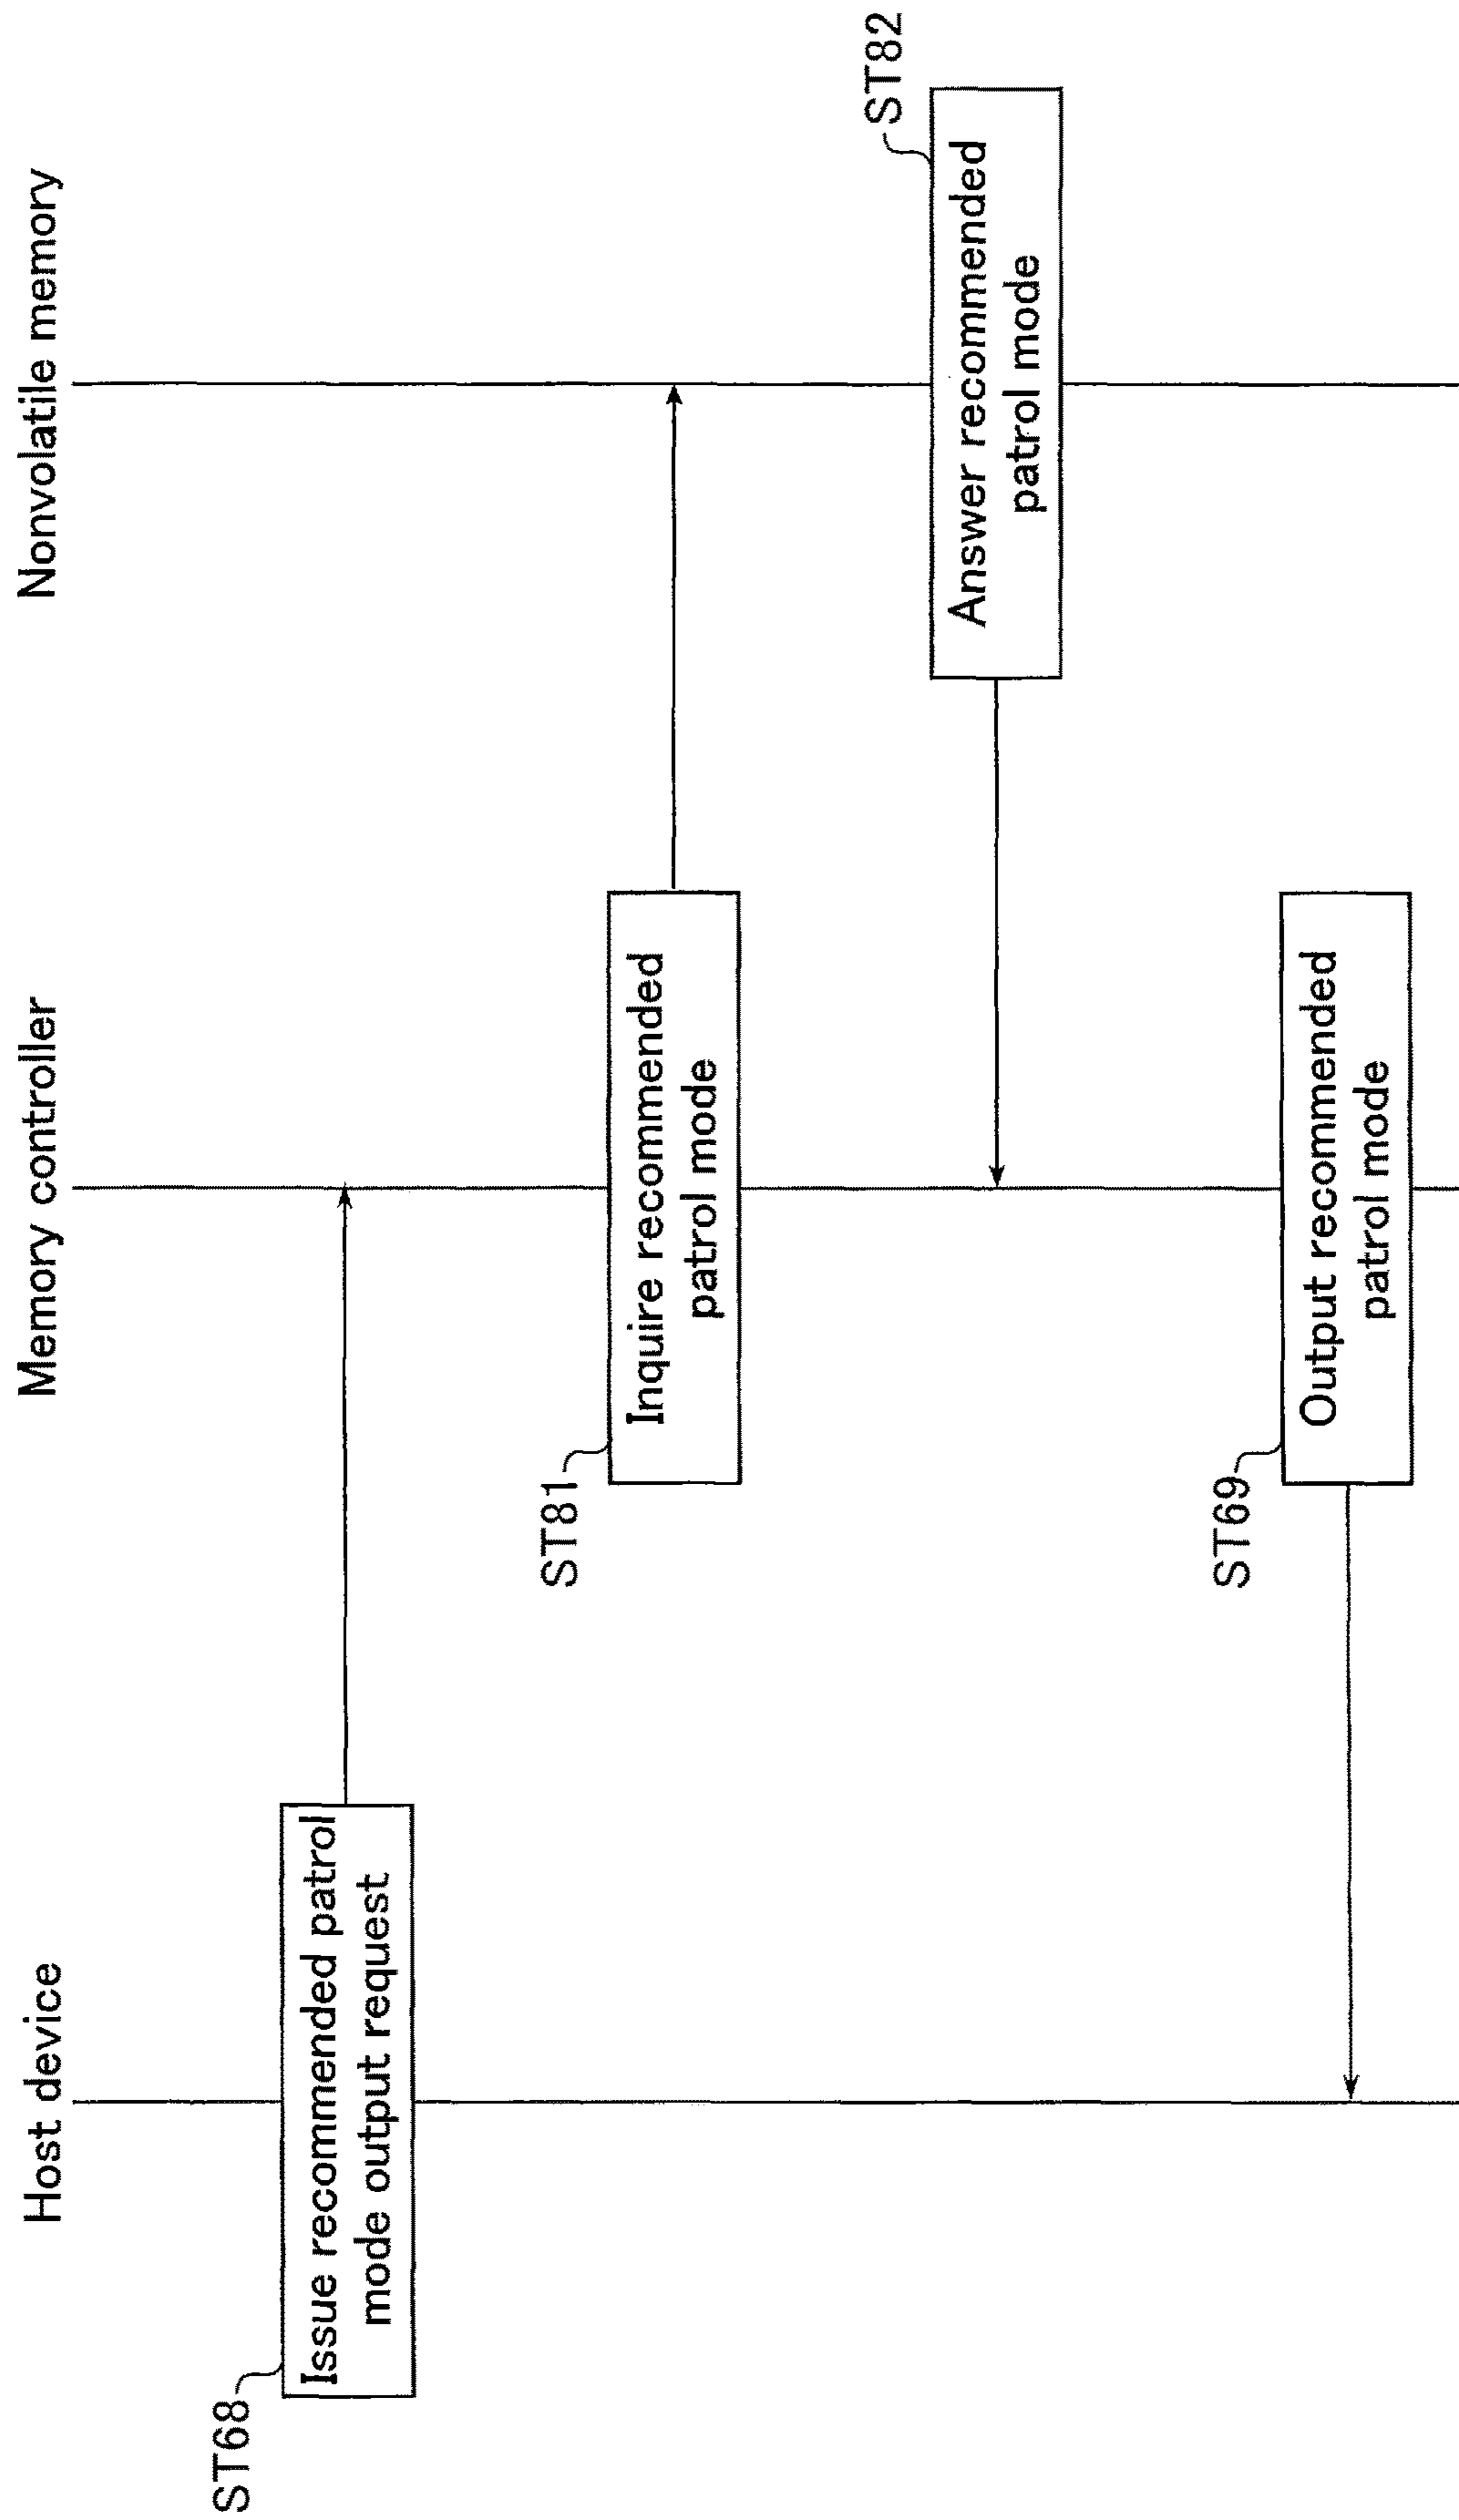 Host device
Memory controller
Nonvolatile memory
ST68
Issue recommended patrol
mode output request
ST81
Inquire recommended
patrol mode
ST82
Answer recommended
patrol mode
ST69
Output recommended
patrol mode